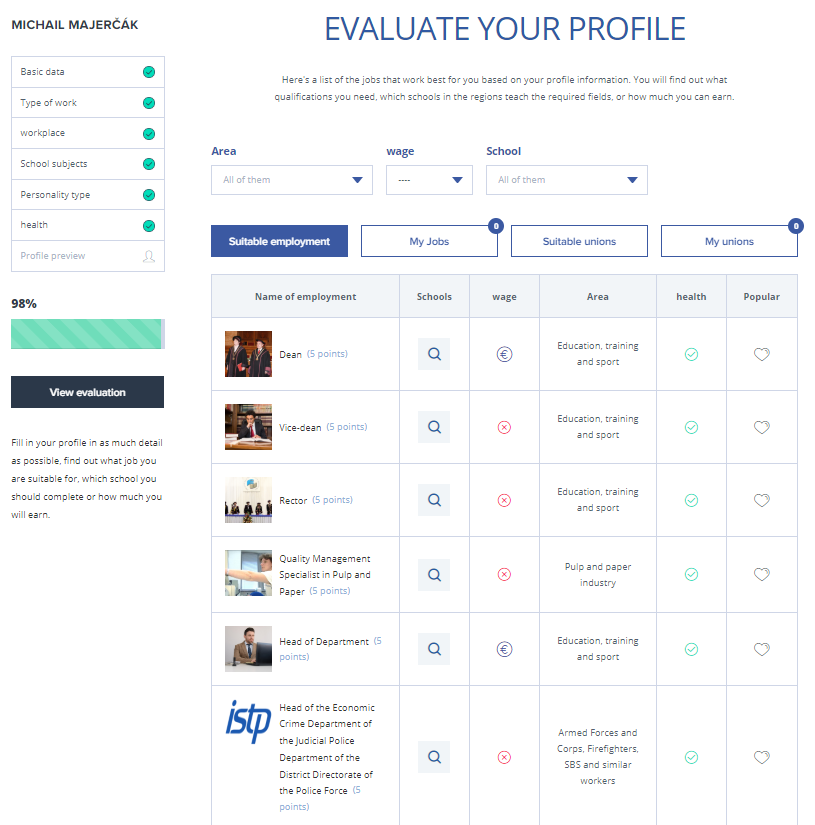 MICHAIL MAJERČÁK
Basic data
Type of work
workplace
School subjects
Personality type
health
Profile preview
98%
View evaluation
Fill in your profile in as much detail
as possible, find out what job you
are suitable for, which school you
should complete or how much you
will earn.
EVALUATE YOUR PROFILE
Here's a list of the jobs that work best for you based on your profile information. You will find out what
qualifications you need, which schools in the regions teach the required fields, or how much you can earn.
Area wage School
All of them ---- All of them
Suitable employment My Jobs 0 Suitable unions My unions 0
Name of employment Schools wage Area health Popular
Dean (5 points)
Education, training
and sport
Vice-dean (5 points)
Education, training
and sport
Rector (5 points)
Education, training
and sport
Quality Management
Specialist in Pulp and
Paper (5 points)
Pulp and paper
industry
Head of Department (5
points)
Education, training
and sport
istp
Head of the Economic
Crime Department of
the Judicial Police
Department of the
District Directorate of
the Police Force (5
points)
Armed Forces and
Corps, Firefighters,
SBS and similar
workers